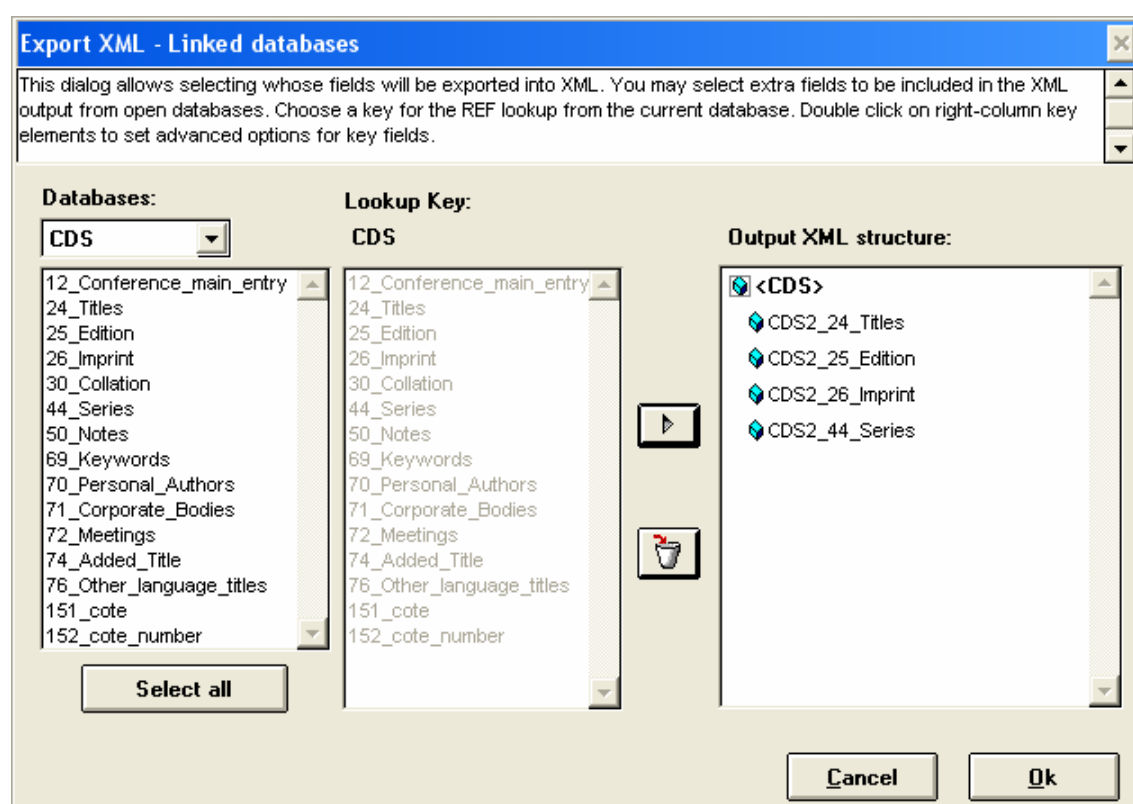 Export XML - Linked databases
This dialog allows selecting whose fields will be exported into XML. You may select extra fields to be included in the XML
output from open databases. Choose a key for the REF lookup from the current database. Double click on right-column key
elements to set advanced options for key fields.
Databases:
CDS
12_Conference_main_entry
24_Titles
25_Edition
26_Imprint
30_Collation
44_Series
50_Notes
69_Keywords
70_Personal_Authors
71_Corporate_Bodies
72_Meetings
74_Added_Title
76_Other_language_titles
151_cote
152_cote_number
Select all
Lookup Key:
CDS
12_Conference_main_entry
24_Titles
25_Edition
26_Imprint
30_Collation
44_Series
50_Notes
69_Keywords
70_Personal_Authors
71_Corporate_Bodies
72_Meetings
74_Added_Title
76_Other_language_titles
151_cote
152_cote_number
Output XML structure:
<CDS>
CDS2_24_Titles
CDS2_25_Edition
CDS2_26_Imprint
CDS2_44_Series
Cancel
Ok